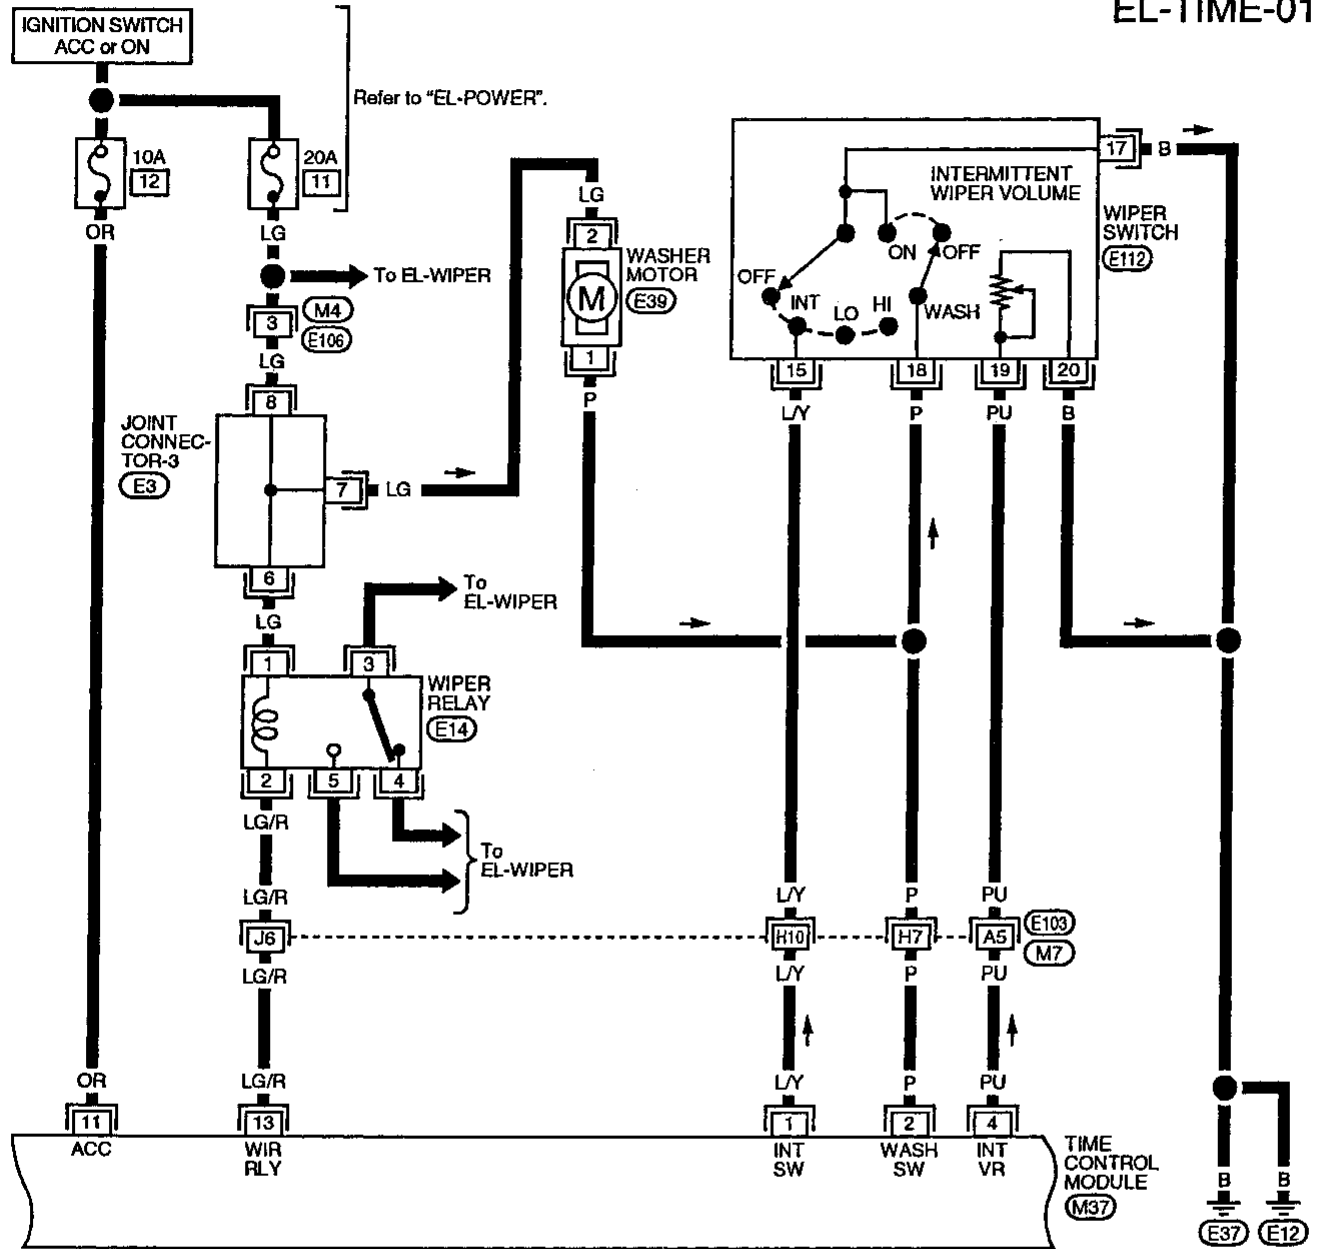 EL-TIME-01
IGNITION SWITCH
ACC or ON
Refer to "EL-POWER".
10A
12
20A
11
OR
LG
To EL-WIPER
3
M4
E106
LG
8
JOINT
CONNEC-
TOR-3
E3
7
LG
6
LG
LG
2
WASHER
MOTOR
E39
M
1
P
17
B
INTERMITTENT
WIPER VOLUME
WIPER
SWITCH
E112
ON
OFF
OFF
INT
LO
HI
WASH
15
18
19
20
L/Y
P
PU
B
To
EL-WIPER
1
3
WIPER
RELAY
E14
2
5
4
LG/R
To
EL-WIPER
LG/R
L/Y
P
PU
J6
H10
H7
A5
E103
M7
LG/R
L/Y
P
PU
OR
LG/R
L/Y
P
PU
11
13
1
2
4
ACC
WIR
RLY
INT
SW
WASH
SW
INT
VR
TIME
CONTROL
MODULE
M37
B
B
E37
E12